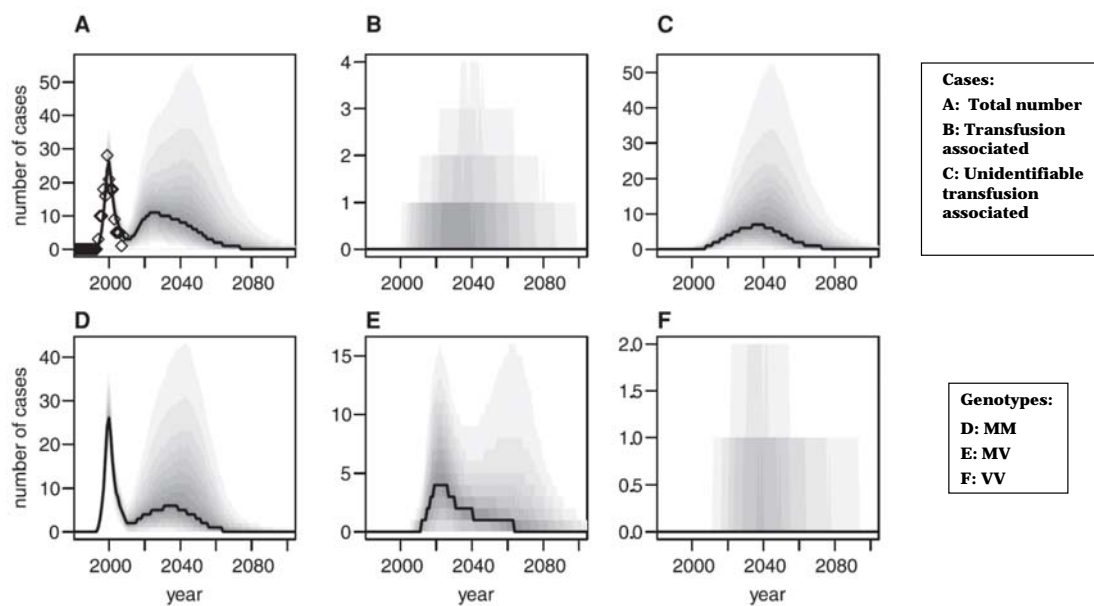 A
B
C
number of cases
50
40
30
20
10
0
2000
2040
2080
4
3
2
1
0
2000
2040
2080
50
40
30
20
10
0
2000
2040
2080
Cases:
A: Total number
B: Transfusion
associated
C: Unidentifiable
transfusion
associated
D
E
F
number of cases
40
30
20
10
0
2000
2040
2080
year
15
10
5
0
2000
2040
2080
year
2.0
1.5
1.0
0.5
0.0
2000
2040
2080
year
Genotypes:
D: MM
E: MV
F: VV